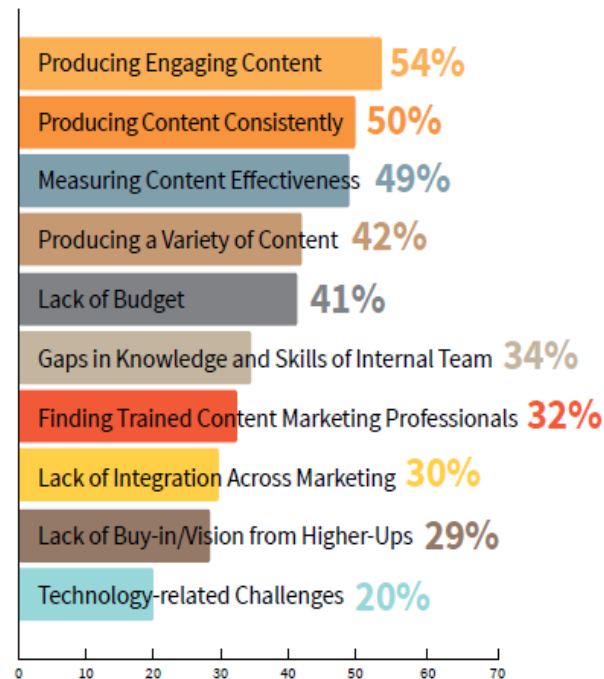 Producing Engaging Content 54%
Producing Content Consistently 50%
Measuring Content Effectiveness 49%
Producing a Variety of Content 42%
Lack of Budget 41%
Gaps in Knowledge and Skills of Internal Team 34%
Finding Trained Content Marketing Professionals 32%
Lack of Integration Across Marketing 30%
Lack of Buy-in/Vision from Higher-Ups 29%
Technology-related Challenges 20%
0 10 20 30 40 50 60 70